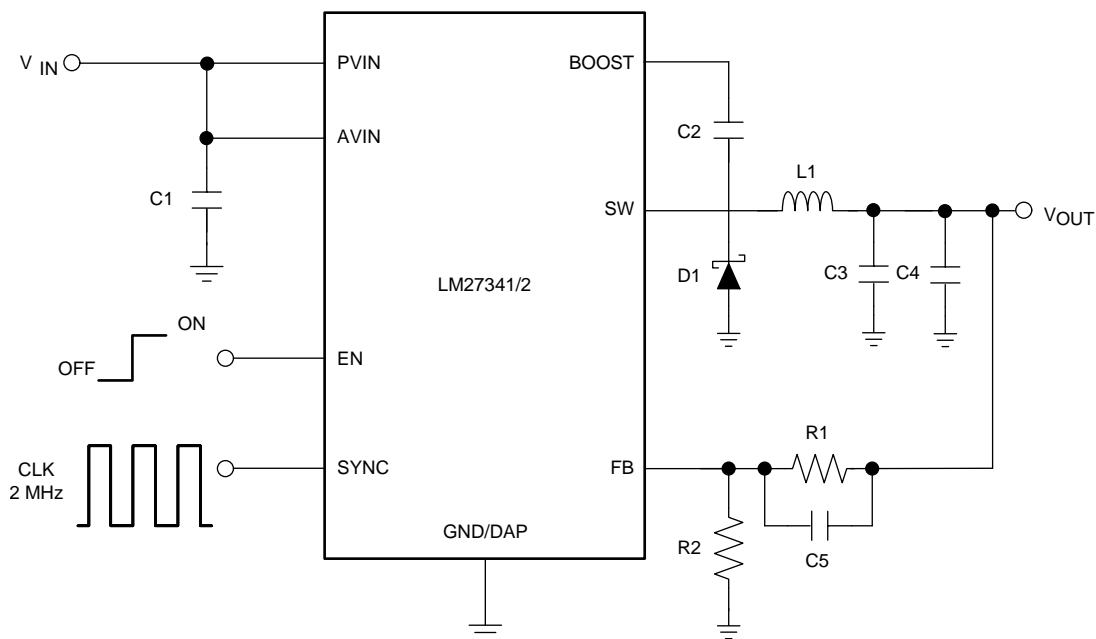 V IN
PVIN
BOOST
AVIN
C2
C1
L1
SW
VOUT
LM27341/2
D1
C3
C4
ON
OFF
EN
R1
CLK
2 MHz
SYNC
FB
GND/DAP
R2
C5